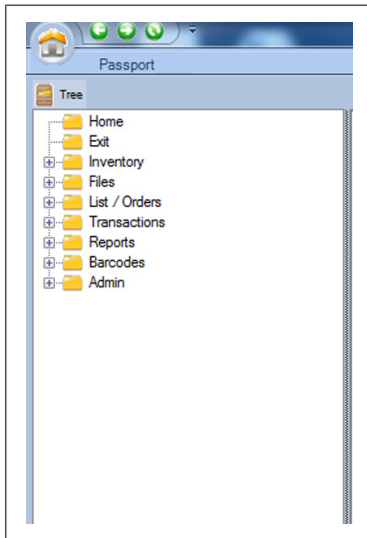 Passport
Tree
Home
Exit
Inventory
Files
List / Orders
Transactions
Reports
Barcodes
Admin